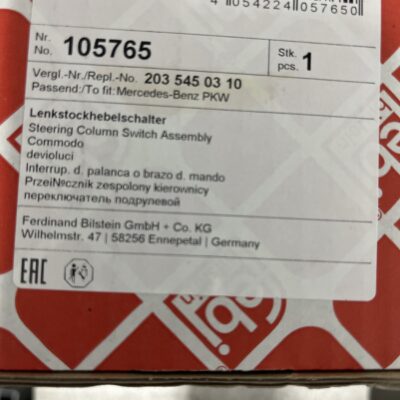 4 054224 057650
Nr.
No. 105765
Stk.
pcs. 1
Vergl.-Nr./Repl.-No. 203 545 03 10
Passend:/To fit: Mercedes-Benz PKW
Lenkstockhebelschalter
Steering Column Switch Assembly
Commodo
devioluci
Interrup. d. palanca o brazo d. mando
PrzeiNºcznik zespolony kierownicy
переключатель подрулевой
Ferdinand Bilstein GmbH + Co. KG
Wilhelmstr. 47 | 58256 Ennepetal | Germany
EAC
febi